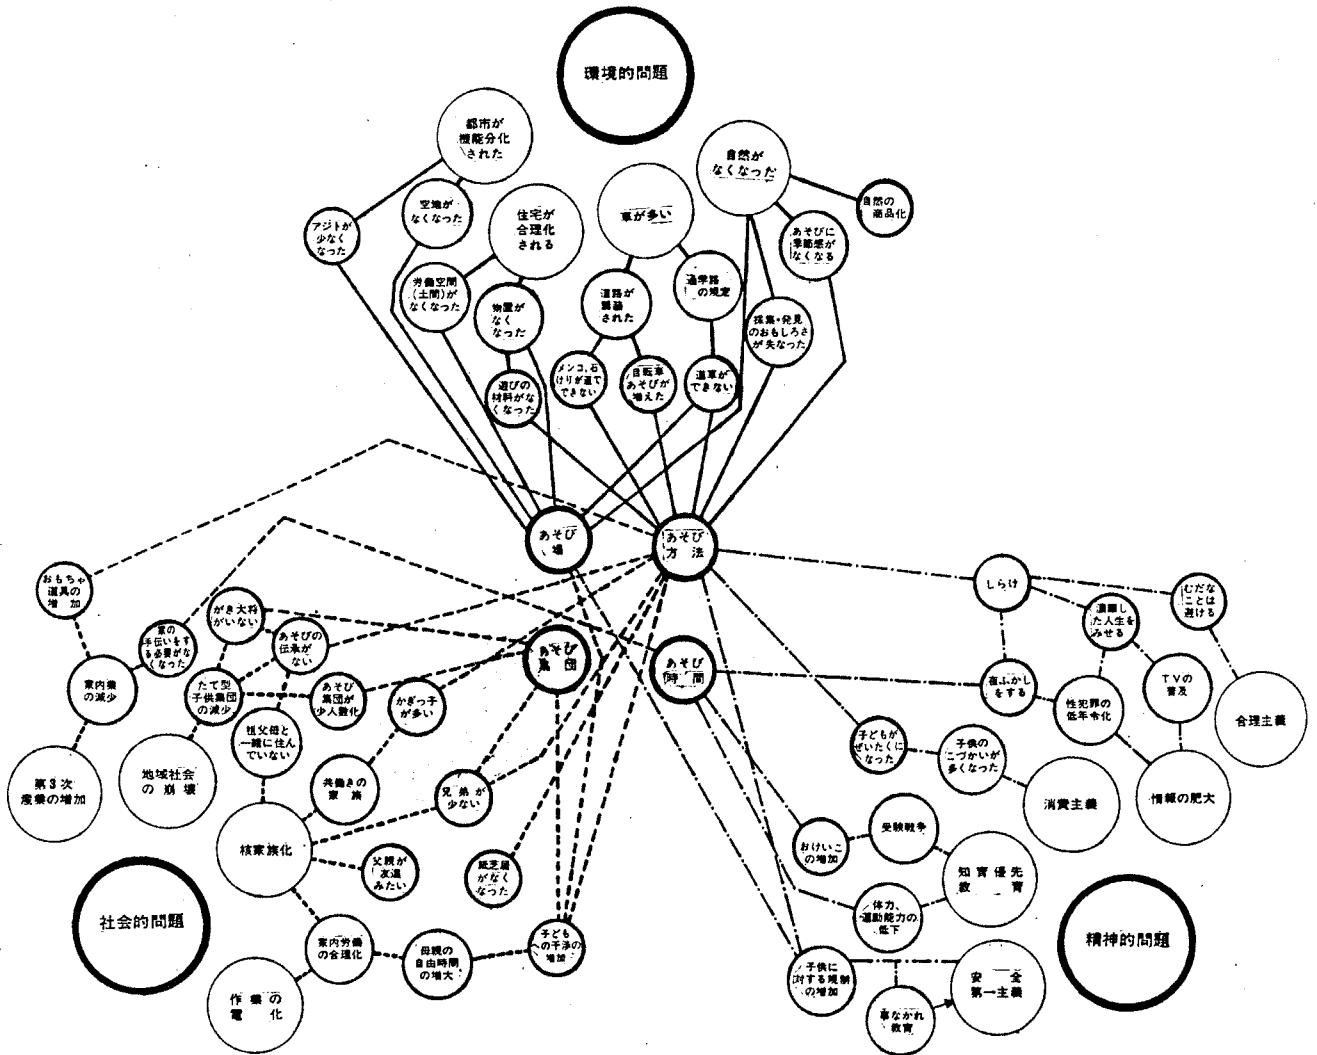 環境的問題
都市が
機能分化
された
自然が
なくなった
アジトが
少なく
なった
空地が
なくなった
住宅が
合理化
される
車が多い
自然の
商品化
あそびに
季節感が
なくなる
労働空間
(土間)が
なくなった
物置が
なく
なった
道路が
舗装
された
通学路
の規定
採集・発見
のおもしろさ
が失なった
遊びの
材料がな
くなった
メンコ、石
けりが道で
できない
自転車
あそびが
増えた
道草が
できない
あそび
場
あそび
方法
あそび
集団
あそび
時間
おもちゃ
道具の
増加
家の
手伝いをす
る必要がな
くなった
がき大将
がいない
あそびの
伝承が
ない
家内業
の減少
たて型
子供集団
の減少
あそび
集団が
少人数化
かぎっ子
が多い
祖父母と
一緒に住ん
でいない
第3次
産業の増加
地域社会
の崩壊
共働きの
家族
兄弟が
少ない
核家族化
父親が
友達
みたい
紙芝居
がなく
なった
社会的問題
家内労働
の合理化
母親の
自由時間
の増大
子ども
への干渉の
増加
作業の
電化
しらけ
むだな
ことは
避ける
た人生を
みせる
夜ふかし
をする
性犯罪の
低年令化
TVの
普及
合理主義
子どもが
ぜいたくに
なった
子供の
こづかいが
多くなった
消費主義
情報の肥大
おけいこ
の増加
受験戦争
知育優先
教育
体力、
運動能力の
低下
精神的問題
子供に
対する規制
の増加
事なかれ
教育
安全
第一主義